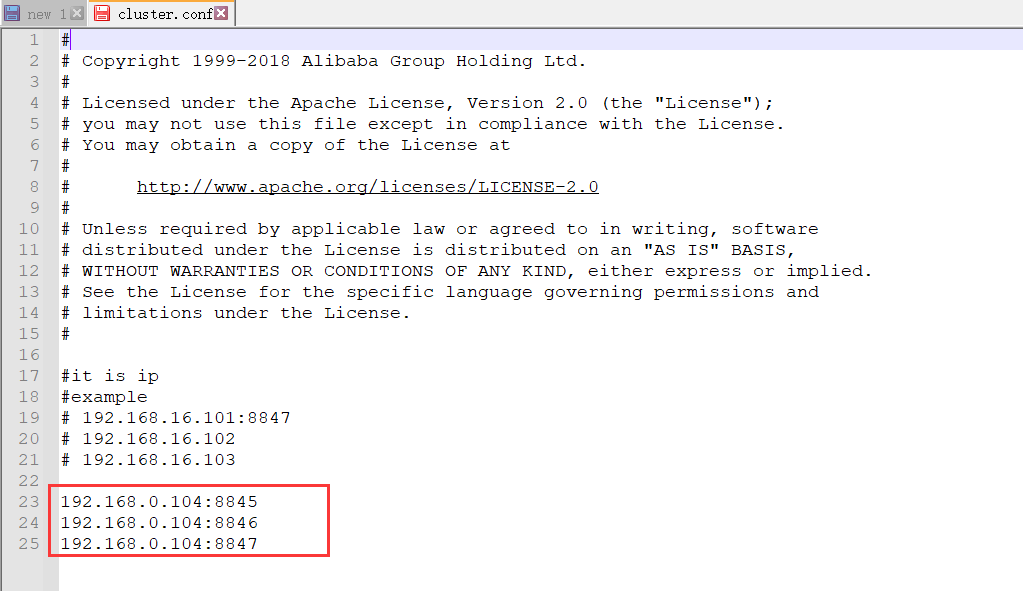 new 1
cluster.conf
1 #
2 # Copyright 1999-2018 Alibaba Group Holding Ltd.
3 #
4 # Licensed under the Apache License, Version 2.0 (the "License");
5 # you may not use this file except in compliance with the License.
6 # You may obtain a copy of the License at
7 #
8 #      http://www.apache.org/licenses/LICENSE-2.0
9 #
10 # Unless required by applicable law or agreed to in writing, software
11 # distributed under the License is distributed on an "AS IS" BASIS,
12 # WITHOUT WARRANTIES OR CONDITIONS OF ANY KIND, either express or implied.
13 # See the License for the specific language governing permissions and
14 # limitations under the License.
15 #
16
17 #it is ip
18 #example
19 # 192.168.16.101:8847
20 # 192.168.16.102
21 # 192.168.16.103
22
23 192.168.0.104:8845
24 192.168.0.104:8846
25 192.168.0.104:8847